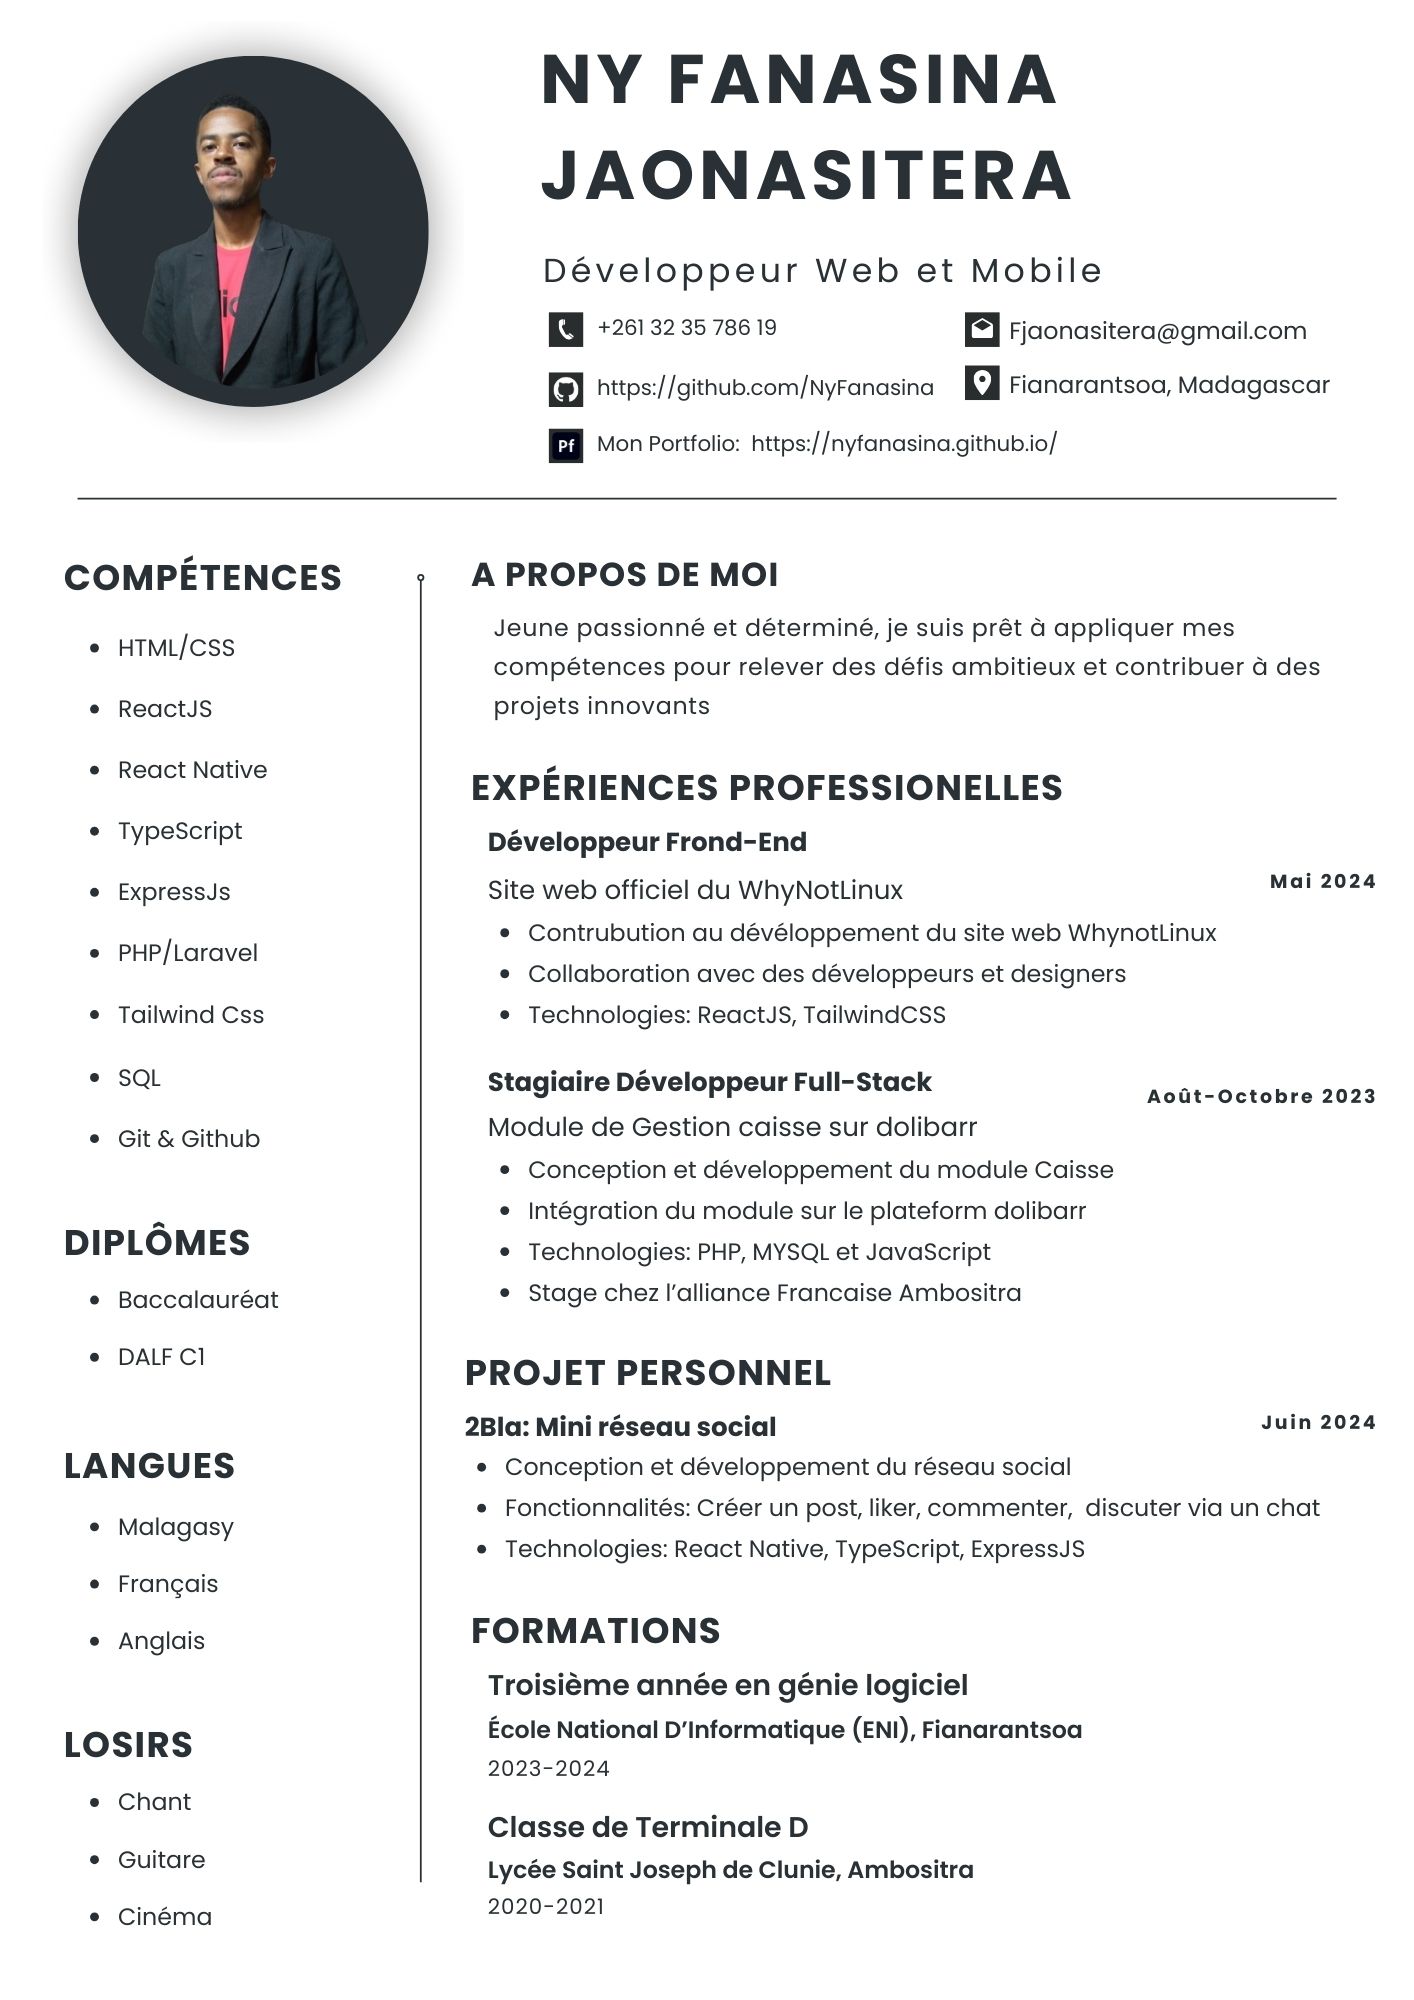 NY FANASINA
JAONASITERA
Développeur Web et Mobile
+261 32 35 786 19
Fjaonasitera@gmail.com
https://github.com/NyFanasina
Fianarantsoa, Madagascar
Pf
Mon Portfolio: https://nyfanasina.github.io/
COMPÉTENCES
HTML/CSS
ReactJS
React Native
TypeScript
ExpressJs
PHP/Laravel
Tailwind Css
SQL
Git & Github
DIPLÔMES
Baccalauréat
DALF C1
LANGUES
Malagasy
Français
Anglais
LOSIRS
Chant
Guitare
Cinéma
A PROPOS DE MOI
Jeune passionné et déterminé, je suis prêt à appliquer mes
compétences pour relever des défis ambitieux et contribuer à des
projets innovants
EXPÉRIENCES PROFESSIONELLES
Développeur Frond-End
Mai 2024
Site web officiel du WhyNotLinux
Contrubution au dévéloppement du site web WhynotLinux
Collaboration avec des développeurs et designers
Technologies: ReactJS, TailwindCSS
Stagiaire Développeur Full-Stack
Août-Octobre 2023
Module de Gestion caisse sur dolibarr
Conception et développement du module Caisse
Intégration du module sur le plateform dolibarr
Technologies: PHP, MYSQL et JavaScript
Stage chez l’alliance Francaise Ambositra
PROJET PERSONNEL
2Bla: Mini réseau social
Juin 2024
Conception et développement du réseau social
Fonctionnalités: Créer un post, liker, commenter, discuter via un chat
Technologies: React Native, TypeScript, ExpressJS
FORMATIONS
Troisième année en génie logiciel
École National D’Informatique (ENI), Fianarantsoa
2023-2024
Classe de Terminale D
Lycée Saint Joseph de Clunie, Ambositra
2020-2021